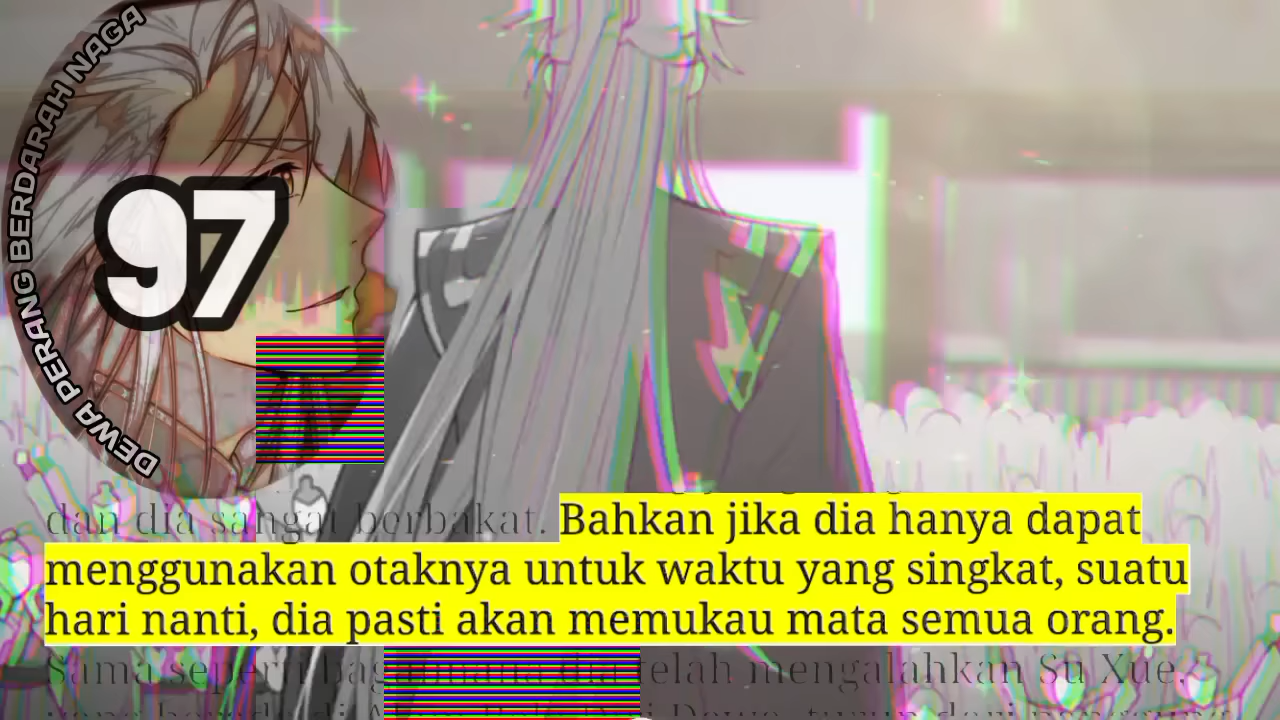 DEWA PERANG BERDARAH NAGA
97
dan dia sangat berbakat. Bahkan jika dia hanya dapat
menggunakan otaknya untuk waktu yang singkat, suatu
hari nanti, dia pasti akan memukau mata semua orang.
Sama seperti bagaimana dia telah mengalahkan Su Xue,